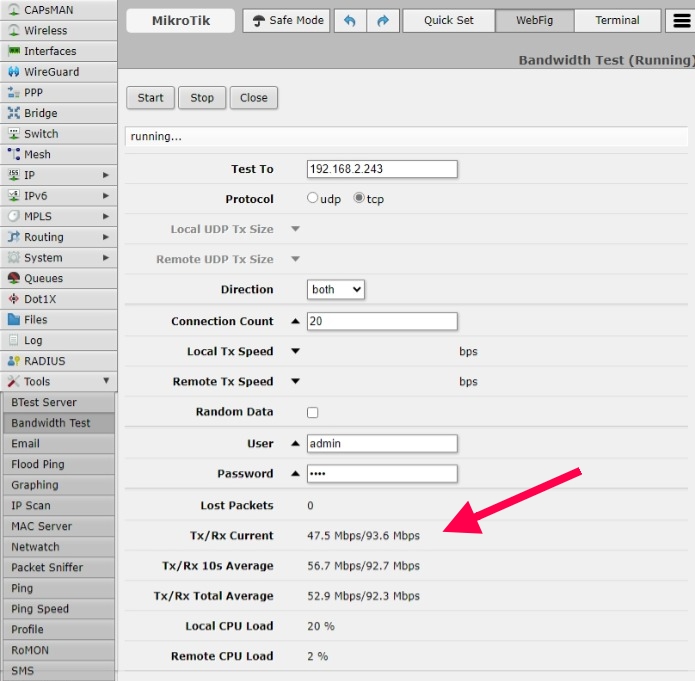 CAPsMAN
Wireless
Interfaces
WireGuard
PPP
Bridge
Switch
Mesh
IP
IPv6
MPLS
Routing
System
Queues
Dot1X
Files
Log
RADIUS
Tools
BTest Server
Bandwidth Test
Email
Flood Ping
Graphing
IP Scan
MAC Server
Netwatch
Packet Sniffer
Ping
Ping Speed
Profile
RoMON
SMS
MikroTik Safe Mode Quick Set WebFig Terminal
Bandwidth Test (Running)
Start Stop Close
running...
Test To 192.168.2.243
Protocol udp tcp
Local UDP Tx Size
Remote UDP Tx Size
Direction both
Connection Count 20
Local Tx Speed bps
Remote Tx Speed bps
Random Data
User admin
Password ••••
Lost Packets 0
Tx/Rx Current 47.5 Mbps/93.6 Mbps
Tx/Rx 10s Average 56.7 Mbps/92.7 Mbps
Tx/Rx Total Average 52.9 Mbps/92.3 Mbps
Local CPU Load 20 %
Remote CPU Load 2 %